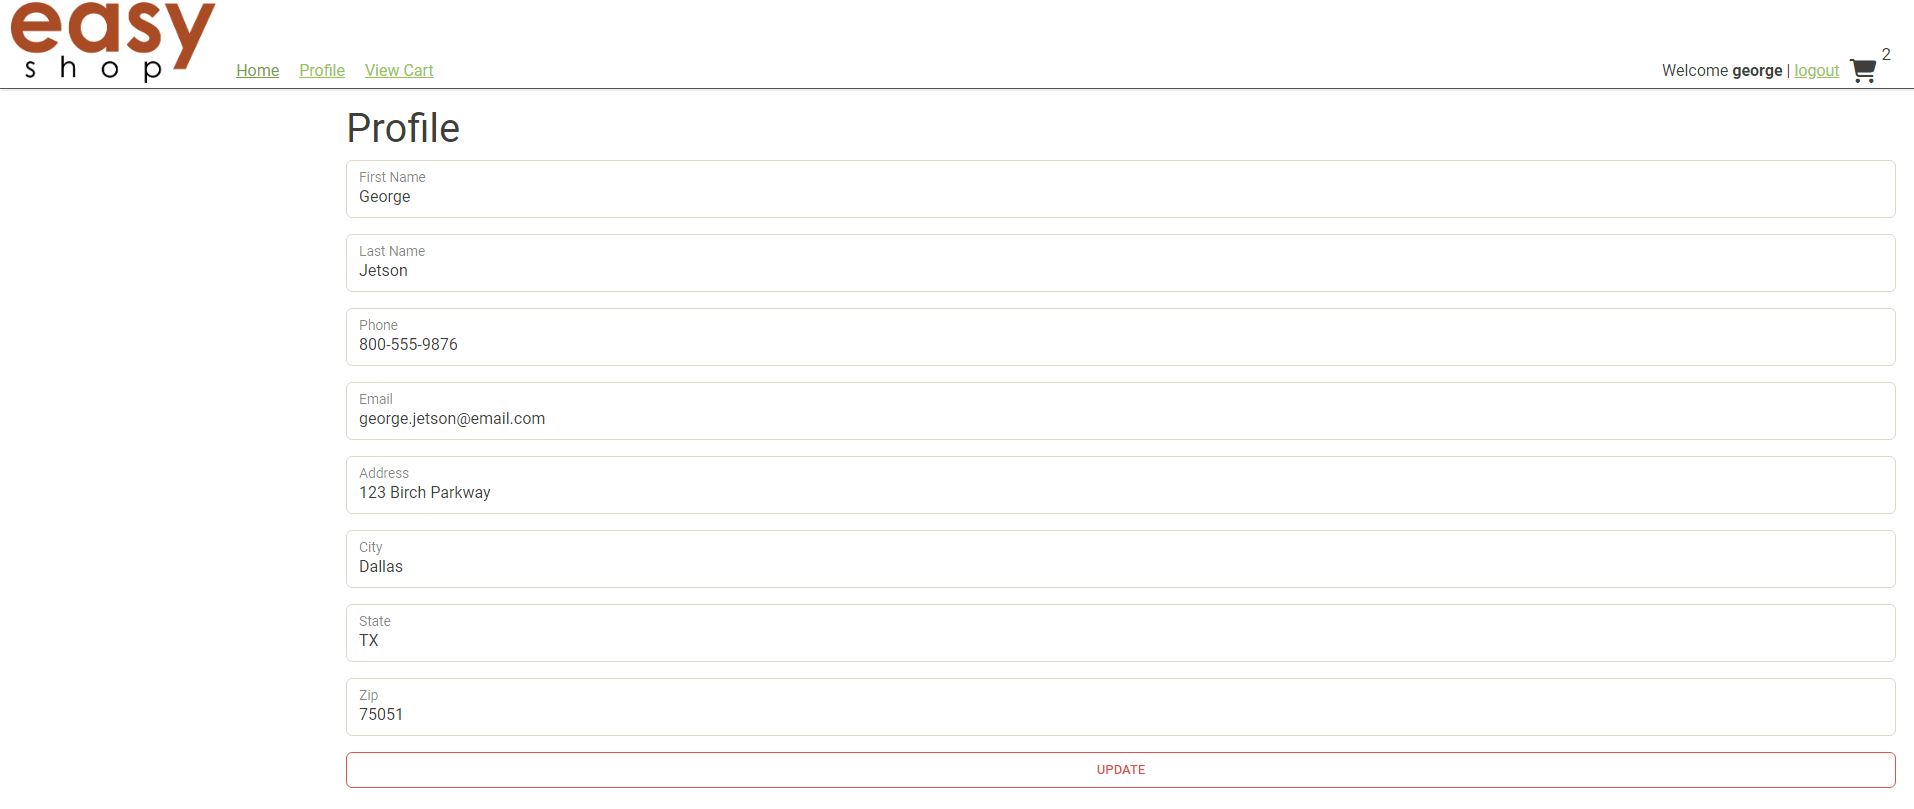 easy
shop
Home Profile View Cart Welcome george | logout 2
Profile
First Name
George
Last Name
Jetson
Phone
800-555-9876
Email
george.jetson@email.com
Address
123 Birch Parkway
City
Dallas
State
TX
Zip
75051
UPDATE